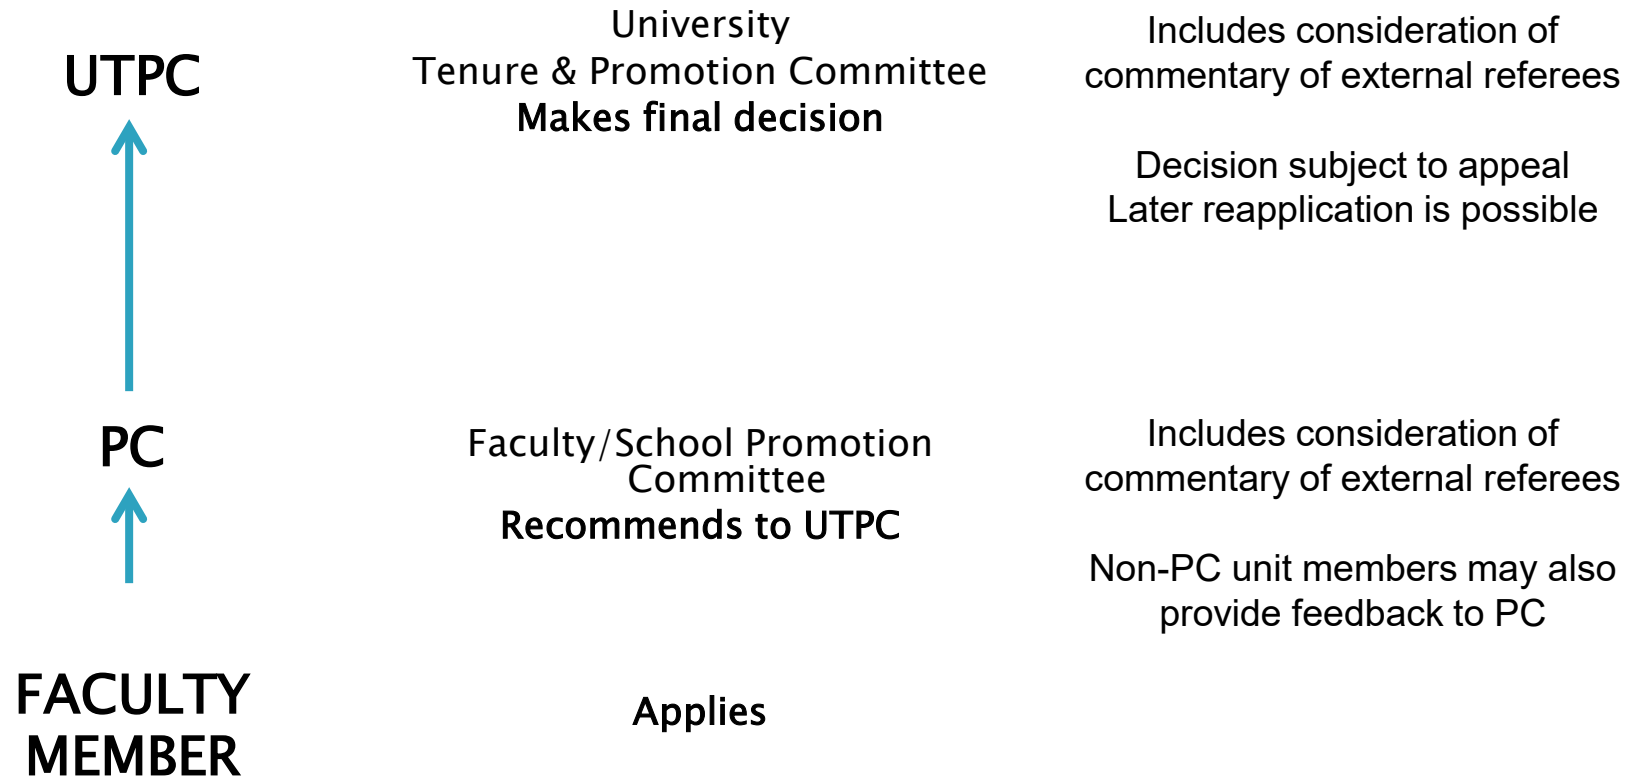 UTPC
University
Tenure & Promotion Committee
Makes final decision
Includes consideration of
commentary of external referees
Decision subject to appeal
Later reapplication is possible
PC
Faculty/School Promotion
Committee
Recommends to UTPC
Includes consideration of
commentary of external referees
Non-PC unit members may also
provide feedback to PC
FACULTY
MEMBER
Applies